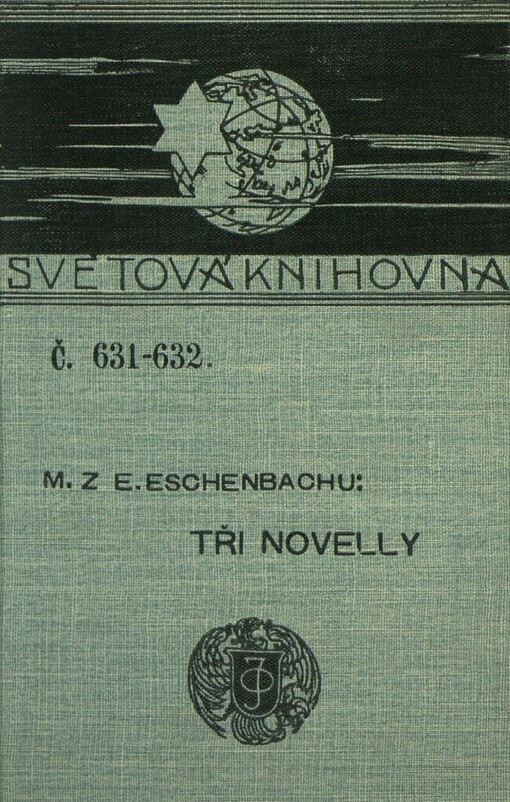 SVĚTOVÁ KNIHOVNA
Č. 631-632.
M. Z E. ESCHENBACHU:
TŘI NOVELLY